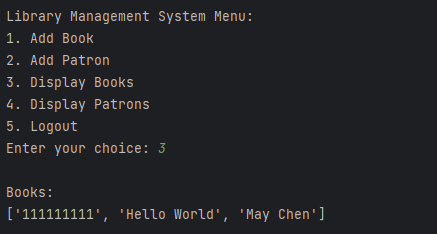 Library Management System Menu:
1. Add Book
2. Add Patron
3. Display Books
4. Display Patrons
5. Logout
Enter your choice: 3
Books:
['111111111', 'Hello World', 'May Chen']